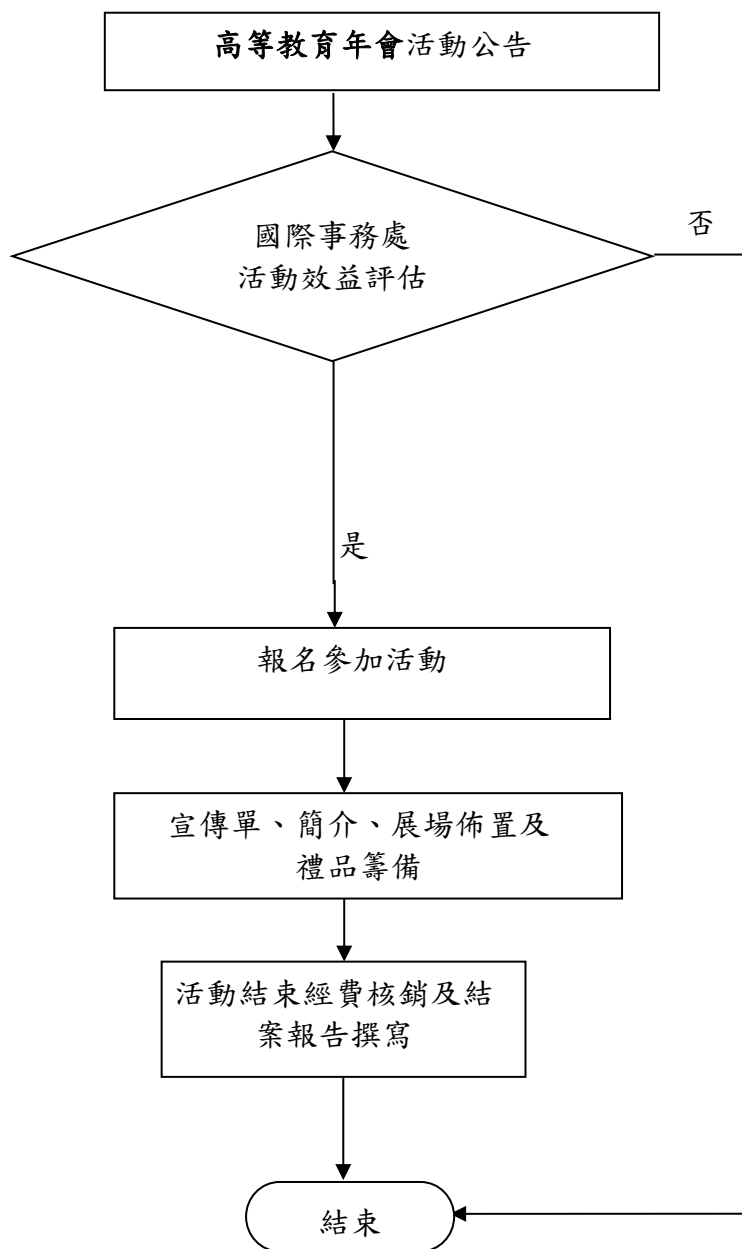 高等教育年會活動公告
國際事務處
活動效益評估
否
是
報名參加活動
宣傳單、簡介、展場佈置及
禮品籌備
活動結束經費核銷及結
案報告撰寫
結束